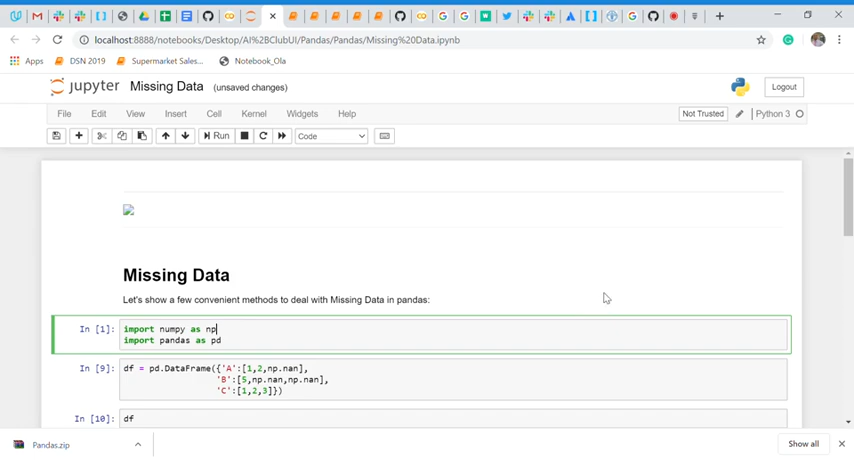 localhost:8888/notebooks/Desktop/AI%2BClubUI/Pandas/Pandas/Missing%20Data.ipynb
Apps DSN 2019 Supermarket Sales... Notebook_Ola
jupyter Missing Data (unsaved changes) Logout
File Edit View Insert Cell Kernel Widgets Help Not Trusted Python 3
Run Code
Missing Data
Let's show a few convenient methods to deal with Missing Data in pandas:
In [1]: import numpy as np
import pandas as pd
In [9]: df = pd.DataFrame({'A':[1,2,np.nan],
'B':[5,np.nan,np.nan],
'C':[1,2,3]})
In [10]: df
Pandas.zip Show all